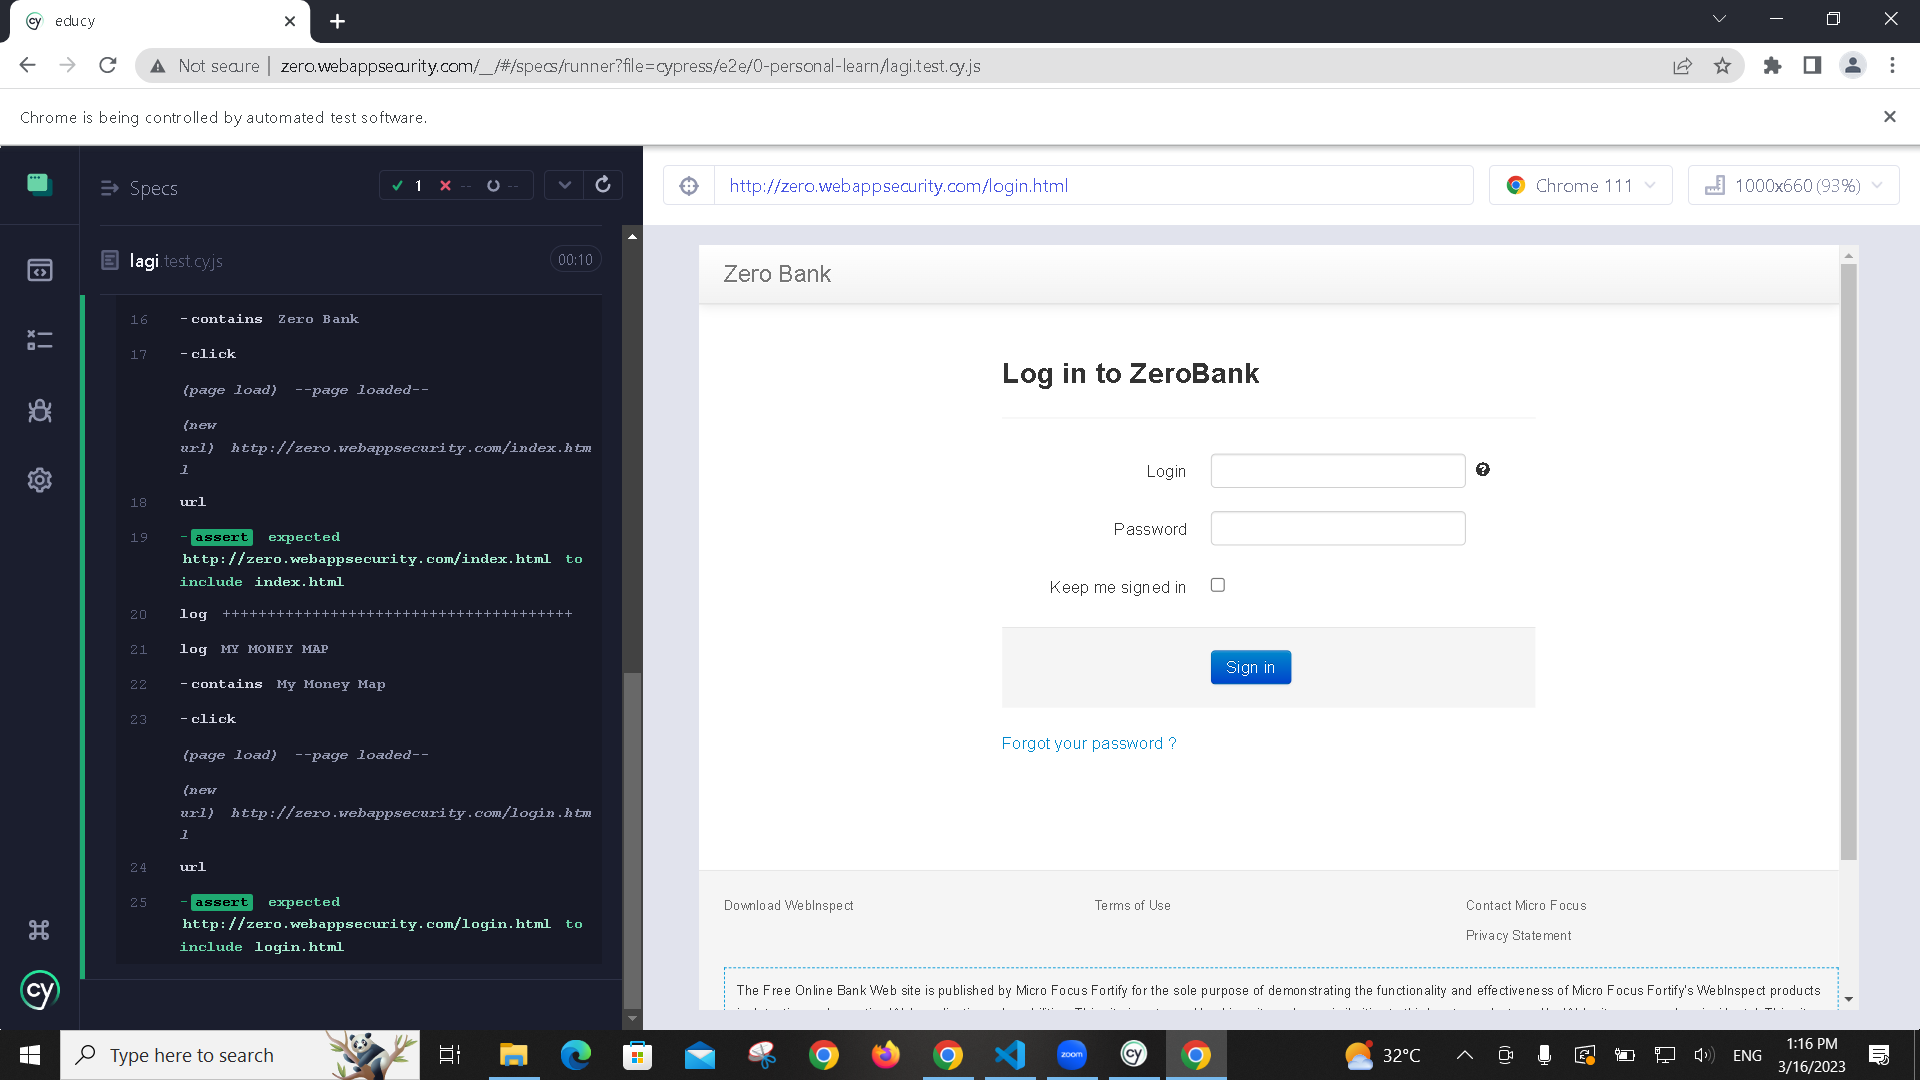 educy
Not secure | zero.webappsecurity.com/__/#/specs/runner?file=cypress/e2e/0-personal-learn/lagi.test.cy.js
Chrome is being controlled by automated test software.
Specs
1 -- --
http://zero.webappsecurity.com/login.html
Chrome 111
1000x660 (93%)
lagi.test.cy.js
00:10
16 -contains Zero Bank
17 -click
(page load) --page loaded--
(new
url) http://zero.webappsecurity.com/index.htm
l
18 url
19 -assert expected
http://zero.webappsecurity.com/index.html to
include index.html
20 log +++++++++++++++++++++++++++++++++++++++
21 log MY MONEY MAP
22 -contains My Money Map
23 -click
(page load) --page loaded--
(new
url) http://zero.webappsecurity.com/login.htm
l
24 url
25 -assert expected
http://zero.webappsecurity.com/login.html to
include login.html
cy
Zero Bank
Log in to ZeroBank
Login
Password
Keep me signed in
Sign in
Forgot your password ?
Download WebInspect
Terms of Use
Contact Micro Focus
Privacy Statement
The Free Online Bank Web site is published by Micro Focus Fortify for the sole purpose of demonstrating the functionality and effectiveness of Micro Focus Fortify's WebInspect products
Type here to search
zoom
cy
32°C
ENG
1:16 PM
3/16/2023